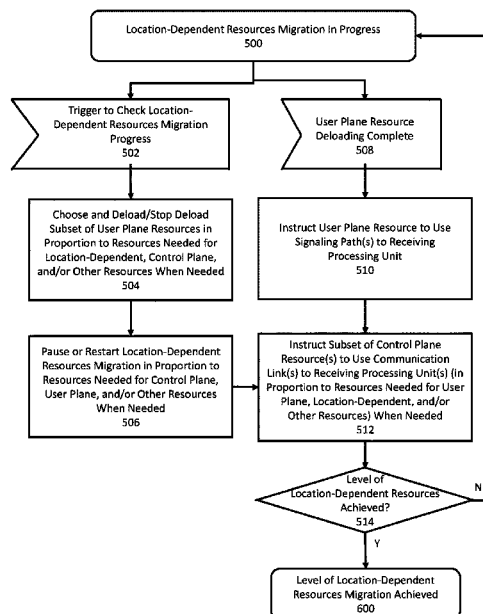 Location-Dependent Resources Migration In Progress
500
Trigger to Check Location-
Dependent Resources Migration
Progress
502
User Plane Resource
Deloading Complete
508
Choose and Deload/Stop Deload
Subset of User Plane Resources in
Proportion to Resources Needed for
Location-Dependent, Control Plane,
and/or Other Resources When Needed
504
Instruct User Plane Resource to Use
Signaling Path(s) to Receiving
Processing Unit
510
Pause or Restart Location-Dependent
Resources Migration in Proportion to
Resources Needed for Control Plane,
User Plane, and/or Other Resources
When Needed
506
Instruct Subset of Control Plane
Resource(s) to Use Communication
Link(s) to Receiving Processing Unit(s) (in
Proportion to Resources Needed for User
Plane, Location-Dependent, and/or
Other Resources) When Needed
512
Level of
Location-Dependent Resources
Achieved?
514
N
Y
Level of Location-Dependent
Resources Migration Achieved
600